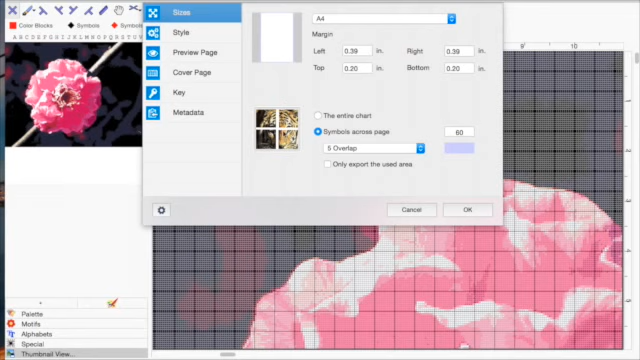 Color Blocks
Symbols
Symbols
A B C D E F G H I J K L M N O P Q R S T U
Sizes
Style
Preview Page
Cover Page
Key
Metadata
A4
Margin
Left 0.39 in. Right 0.39 in.
Top 0.20 in. Bottom 0.20 in.
The entire chart
Symbols across page 60
5 Overlap
Only export the used area
Cancel OK
8 10
Palette
Motifs
Alphabets
Special
Thumbnail View...